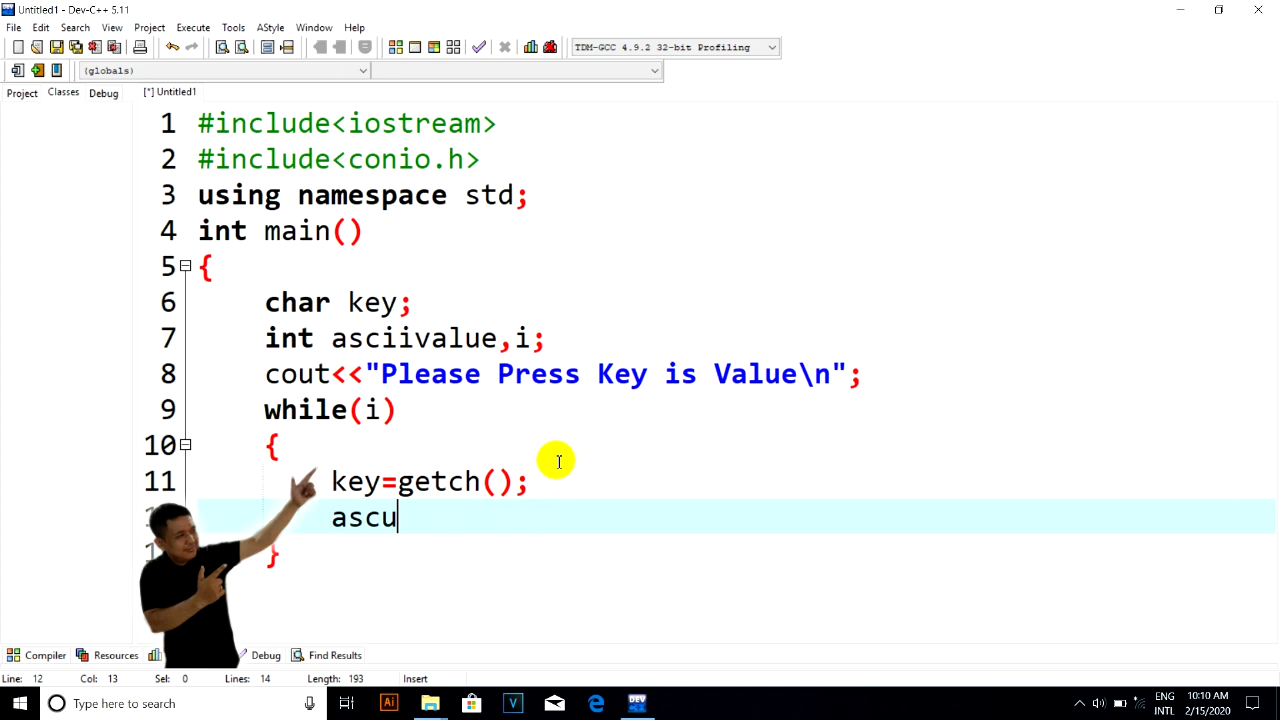 Untitled1 - Dev-C++ 5.11
File Edit Search View Project Execute Tools AStyle Window Help
TDM-GCC 4.9.2 32-bit Profiling
(globals)
Project Classes Debug [*] Untitled1
1 #include<iostream>
2 #include<conio.h>
3 using namespace std;
4 int main()
5 {
6 char key;
7 int asciivalue,i;
8 cout<<"Please Press Key is Value\n";
9 while(i)
10 {
11 key=getch();
ascu
}
Compiler Resources Debug Find Results
Line: 12 Col: 13 Sel: 0 Lines: 14 Length: 193 Insert
Type here to search
Ai
V
DEV
ENG
INTL
10:10 AM
2/15/2020